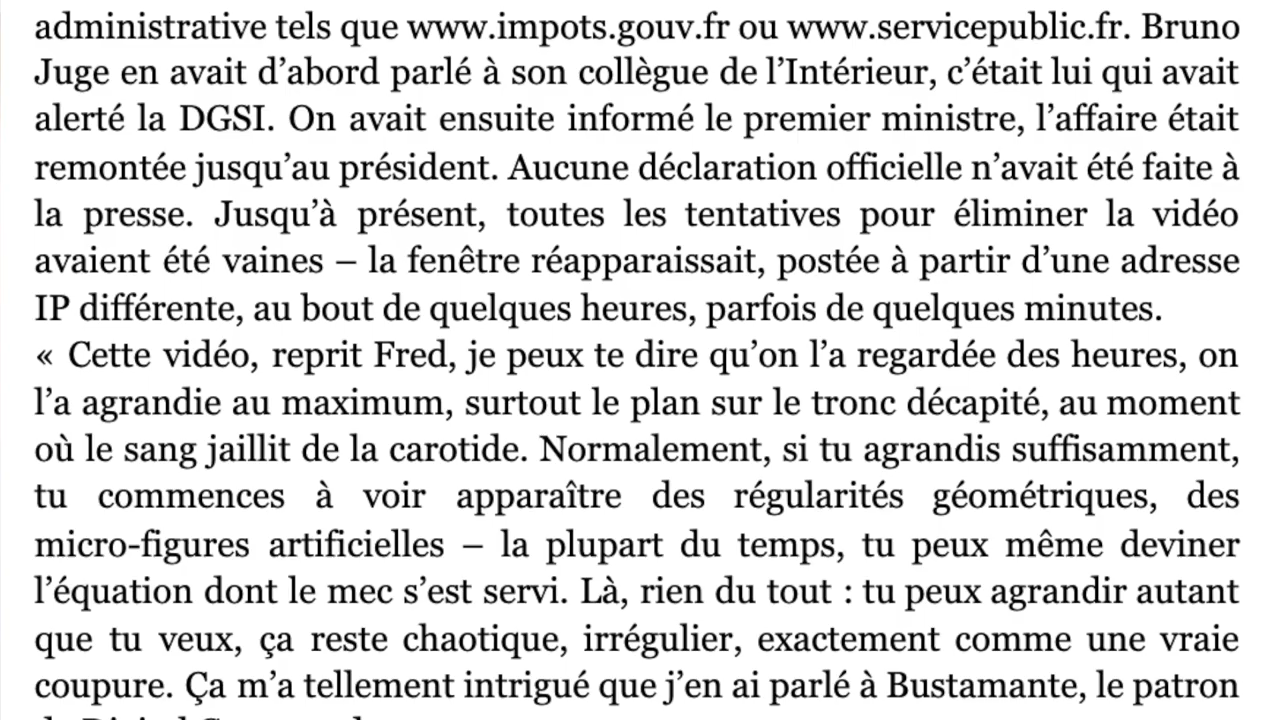 administrative tels que www.impots.gouv.fr ou www.servicepublic.fr. Bruno
Juge en avait d’abord parlé à son collègue de l’Intérieur, c’était lui qui avait
alerté la DGSI. On avait ensuite informé le premier ministre, l’affaire était
remontée jusqu’au président. Aucune déclaration officielle n’avait été faite à
la presse. Jusqu’à présent, toutes les tentatives pour éliminer la vidéo
avaient été vaines – la fenêtre réapparaissait, postée à partir d’une adresse
IP différente, au bout de quelques heures, parfois de quelques minutes.
« Cette vidéo, reprit Fred, je peux te dire qu’on l’a regardée des heures, on
l’a agrandie au maximum, surtout le plan sur le tronc décapité, au moment
où le sang jaillit de la carotide. Normalement, si tu agrandis suffisamment,
tu commences à voir apparaître des régularités géométriques, des
micro-figures artificielles – la plupart du temps, tu peux même deviner
l’équation dont le mec s’est servi. Là, rien du tout : tu peux agrandir autant
que tu veux, ça reste chaotique, irrégulier, exactement comme une vraie
coupure. Ça m’a tellement intrigué que j’en ai parlé à Bustamante, le patron